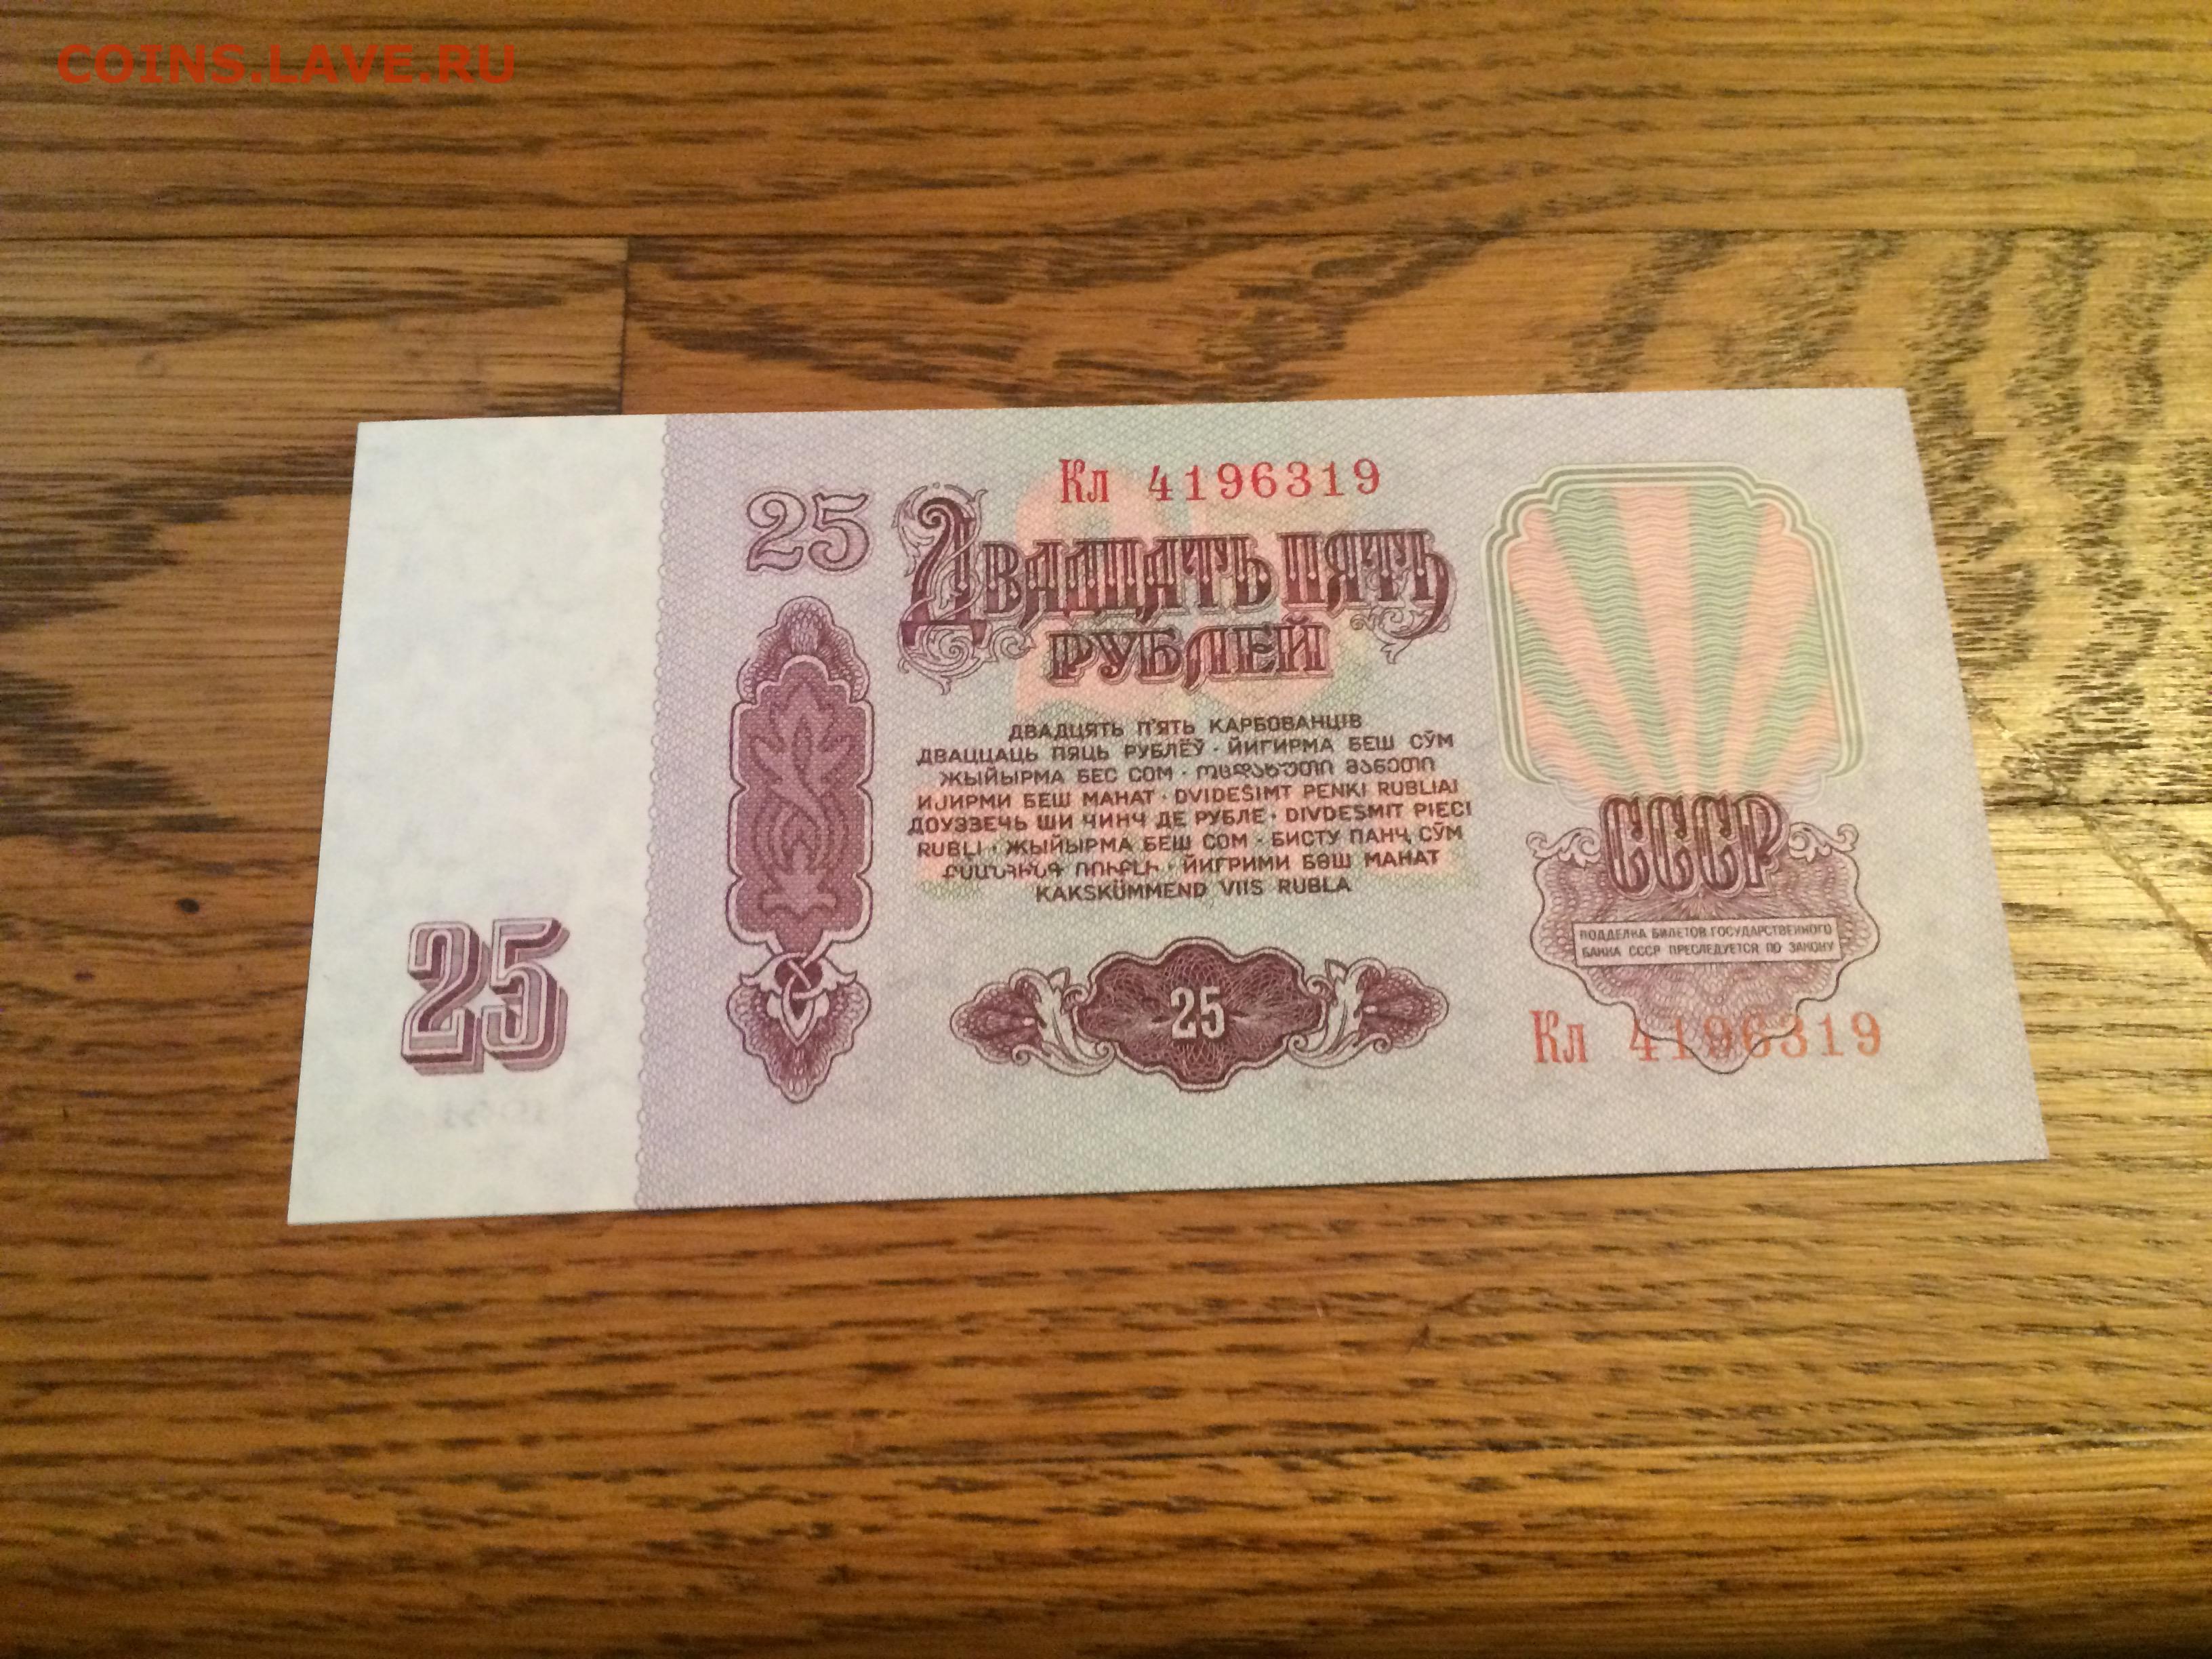 COINS.LAVE.RU
Кл 4196319
25
ДВАДЦАТЬ ПЯТЬ
РУБЛЕЙ
ДВАДЦЯТЬ П'ЯТЬ КАРБОВАНЦІВ
ДВАЦЦАЦЬ ПЯЦЬ РУБЛЁЎ · ЙИГИРМА БЕШ СЎМ
ЖЫЙЫРМА БЕС СОМ · ოცდახუთი მანეთი
ИЈИРМИ БЕШ МАНАТ · DVIDEŠIMT PENKI RUBLIAI
ДОУЭЗЕЧЬ ШИ ЧИНЧ ДЕ РУБЛЕ · DIVDESMIT PIECI
RUBĻI · ЖЫЙЫРМА БЕШ СОМ · БИСТУ ПАНҶ СӮМ
ՔՍԱՆՀԻՆԳ ՌՈՒԲԼԻ · ЙИГРИМИ БӘШ МАНАТ
KAKSKÜMMEND VIIS RUBLA
25
25
СССР
ПОДДЕЛКА БИЛЕТОВ ГОСУДАРСТВЕННОГО
БАНКА СССР ПРЕСЛЕДУЕТСЯ ПО ЗАКОНУ
Кл 4196319